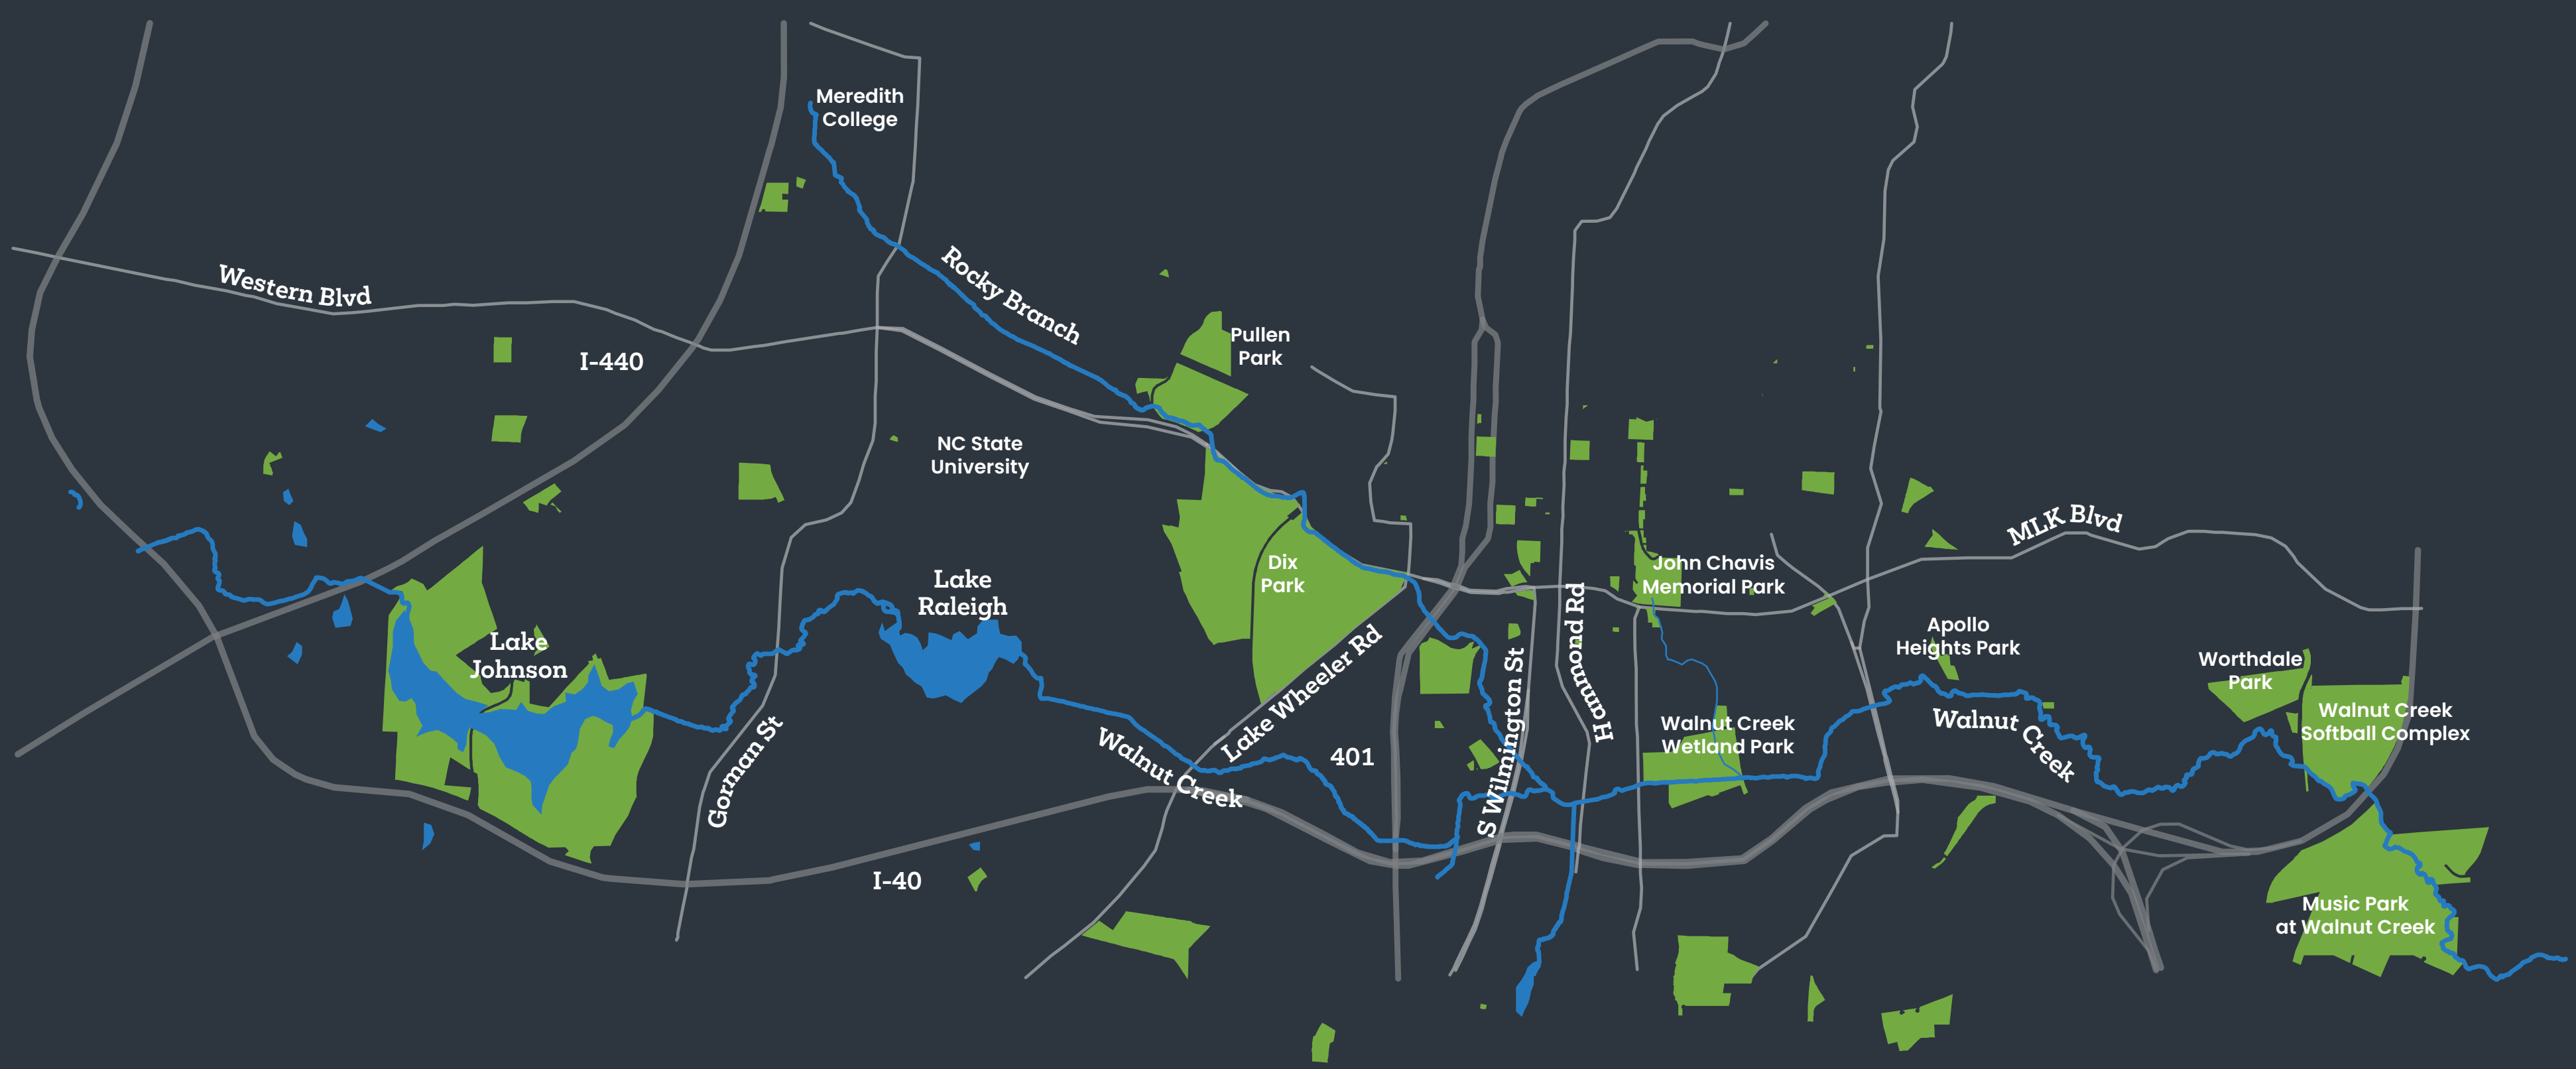 Meredith
College
Western Blvd
Rocky Branch
Pullen
Park
I-440
NC State
University
MLK Blvd
Dix
Park
John Chavis
Memorial Park
Lake
Raleigh
Lake
Johnson
Hammond Rd
Apollo
Heights Park
Lake Wheeler Rd
Worthdale
Park
S Wilmington St
Walnut Creek
Wetland Park
Walnut Creek
Walnut Creek
Softball Complex
Gorman St
Walnut Creek
401
I-40
Music Park
at Walnut Creek